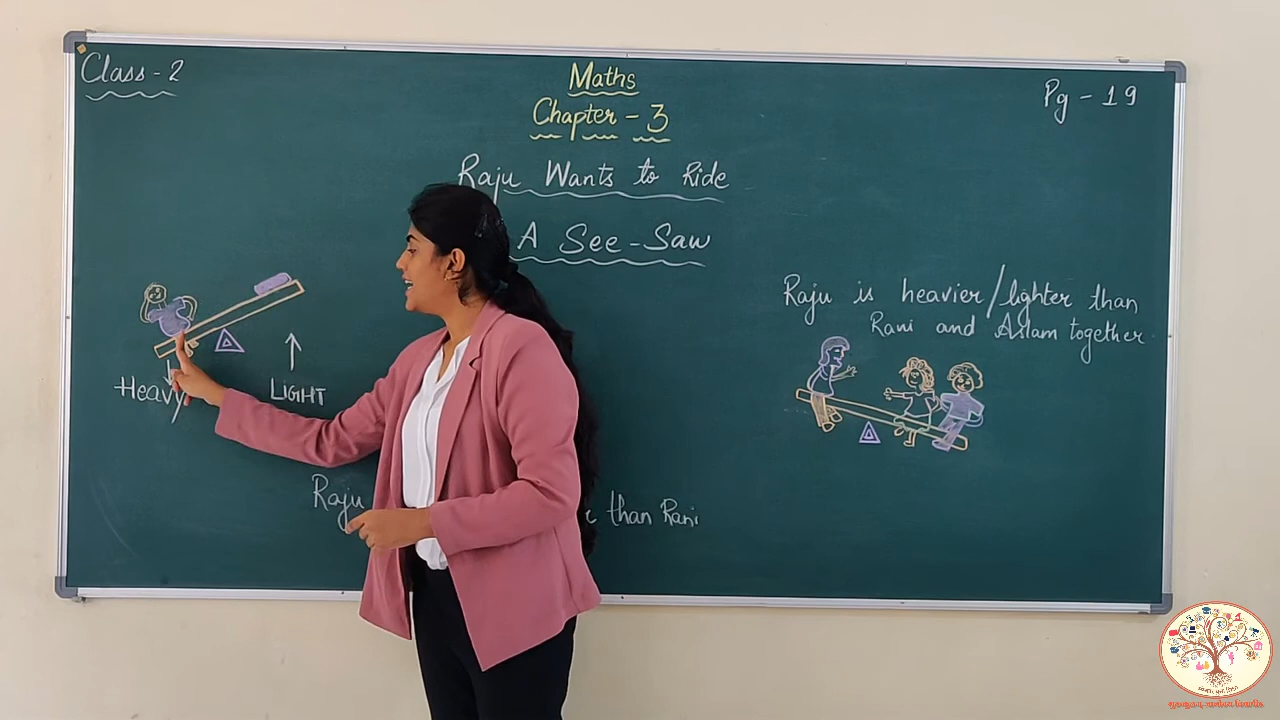 Class - 2
Maths
Chapter - 3
Pg - 19
Raju Wants to Ride
A See - Saw
Heavy
LIGHT
Raju
than Rani
Raju is heavier/lighter than
Rani and Aslam together